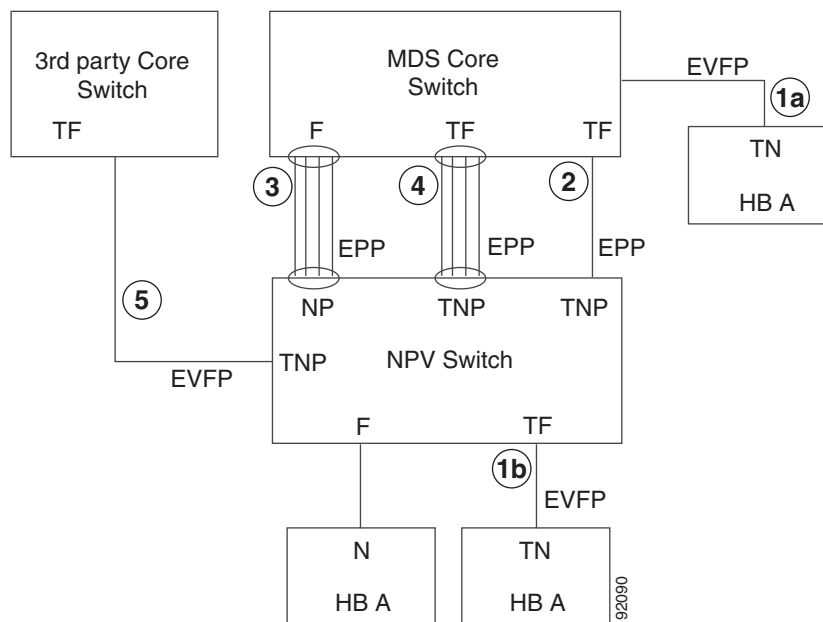 3rd party Core
Switch
TF
MDS Core
Switch
F
TF
TF
EVFP
1a
TN
HB A
3
4
2
EPP
EPP
EPP
5
NP
TNP
TNP
EVFP
TNP
NPV Switch
F
TF
1b
EVFP
N
HB A
TN
HB A
92090